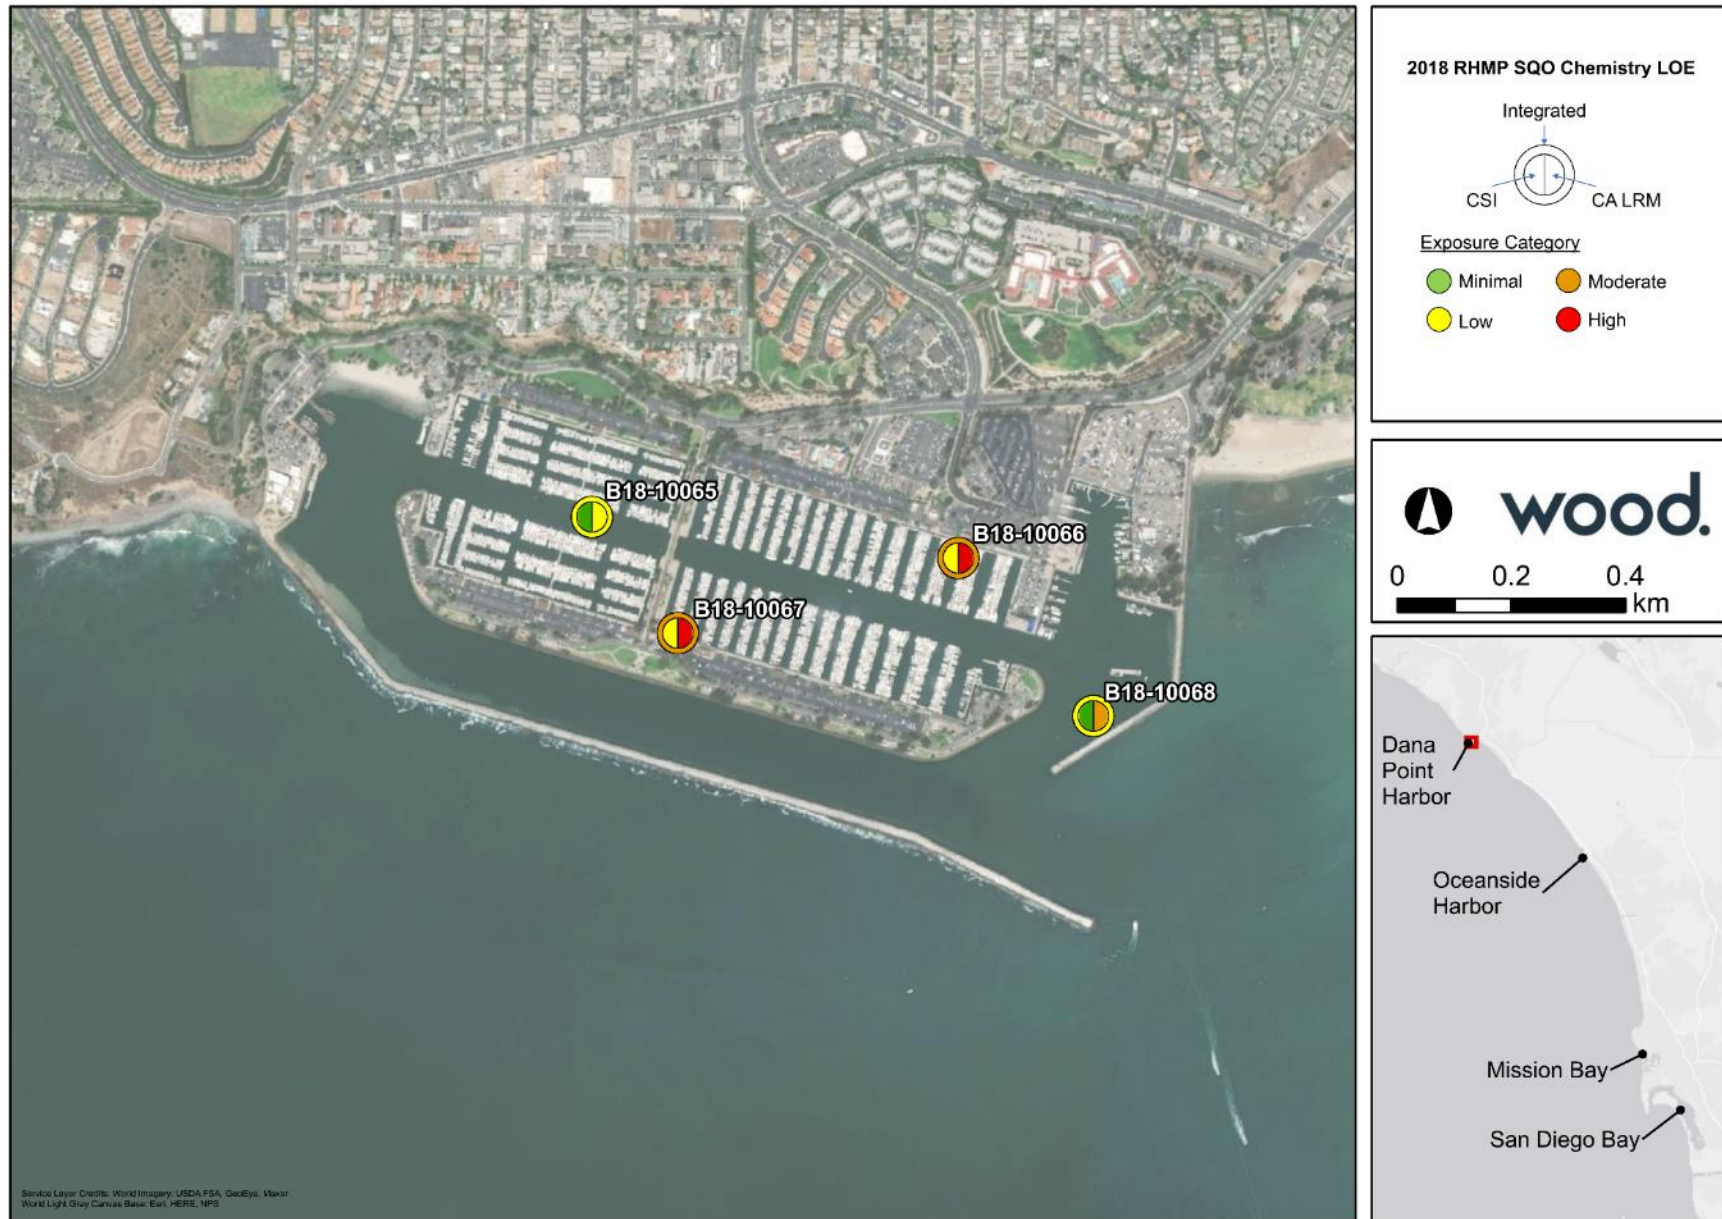 B18-10065
B18-10066
B18-10067
B18-10068
Service Layer Credits: World Imagery: USDA FSA, GeoEye, Maxar
World Light Gray Canvas Base: Esri, HERE, NPS
2018 RHMP SQO Chemistry LOE
Integrated
CSI CA LRM
Exposure Category
Minimal Moderate
Low High
wood.
0 0.2 0.4
km
Dana
Point
Harbor
Oceanside
Harbor
Mission Bay
San Diego Bay